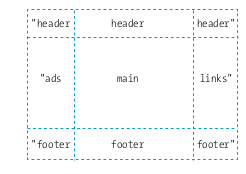 "header header header"
"ads main links"
"footer footer footer"